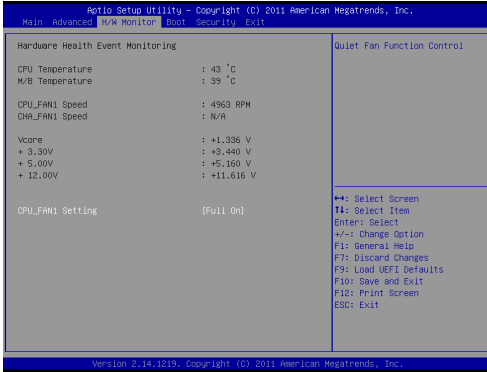 Aptio Setup Utility - Copyright (C) 2011 American Megatrends, Inc.
Main Advanced H/W Monitor Boot Security Exit
Hardware Health Event Monitoring
CPU Temperature : 43 °C
M/B Temperature : 39 °C
CPU_FAN1 Speed : 4963 RPM
CHA_FAN1 Speed : N/A
Vcore : +1.336 V
+ 3.30V : +3.440 V
+ 5.00V : +5.160 V
+ 12.00V : +11.616 V
CPU_FAN1 Setting [Full On]
Quiet Fan Function Control
↔: Select Screen
↑↓: Select Item
Enter: Select
+/-: Change Option
F1: General Help
F7: Discard Changes
F9: Load UEFI Defaults
F10: Save and Exit
F12: Print Screen
ESC: Exit
Version 2.14.1219. Copyright (C) 2011 American Megatrends, Inc.